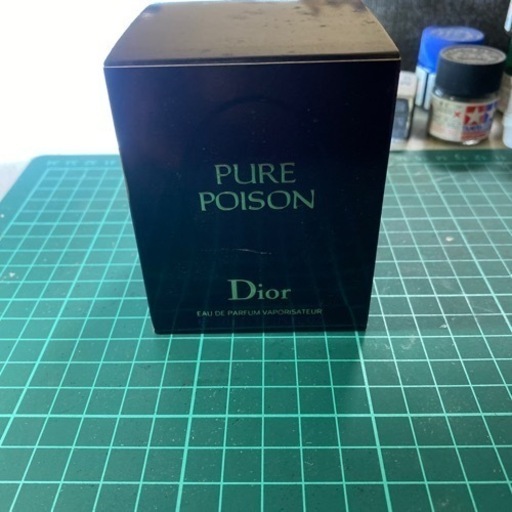 PURE
POISON
Dior
EAU DE PARFUM VAPORISATEUR